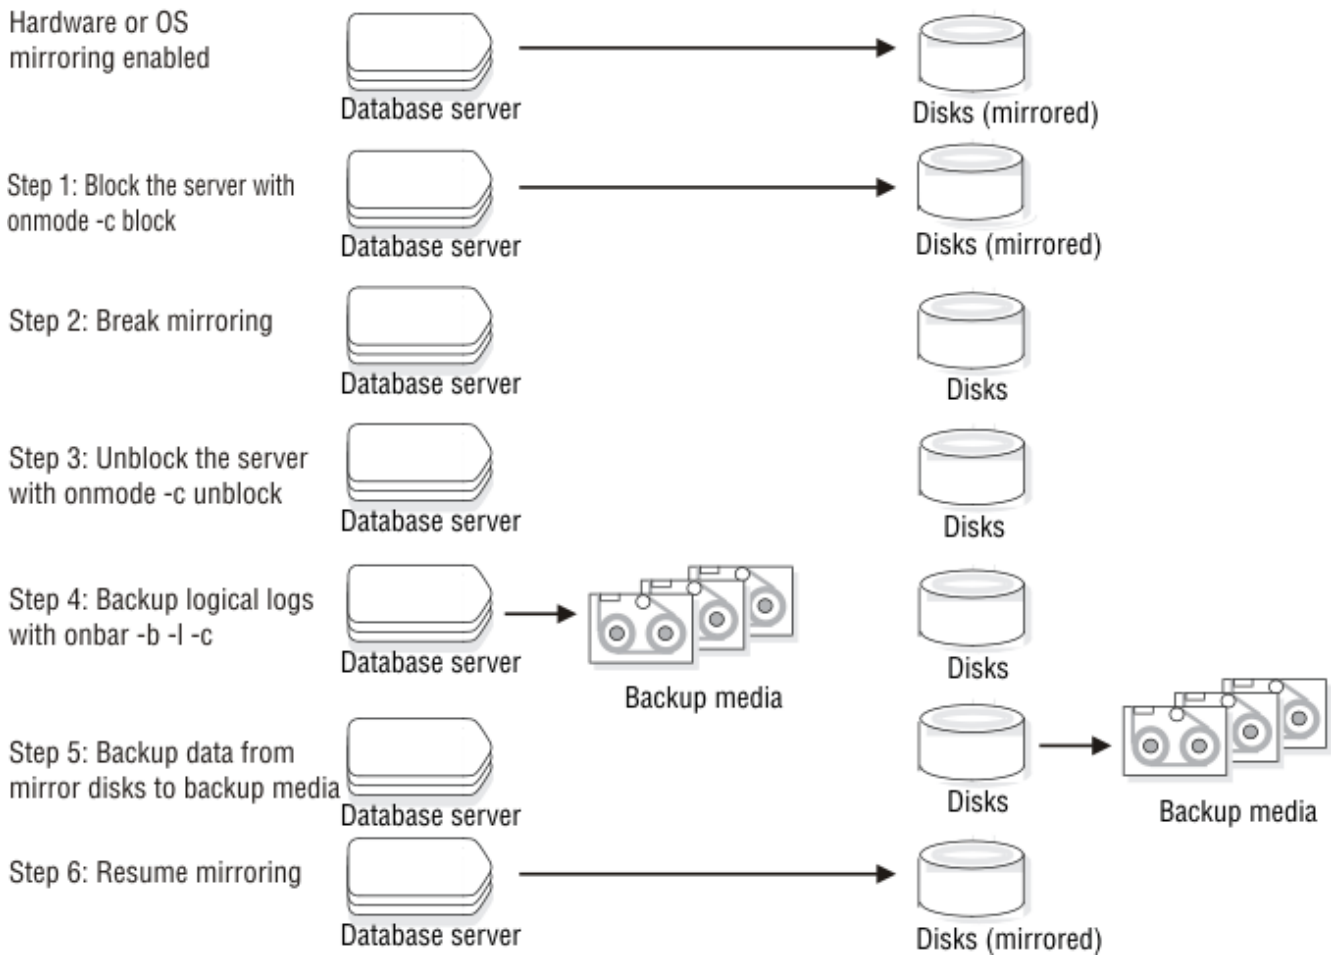 Hardware or OS
mirroring enabled
Database server
Disks (mirrored)
Step 1: Block the server with
onmode -c block
Database server
Disks (mirrored)
Step 2: Break mirroring
Database server
Disks
Step 3: Unblock the server
with onmode -c unblock
Database server
Disks
Step 4: Backup logical logs
with onbar -b -l -c
Database server
Backup media
Disks
Step 5: Backup data from
mirror disks to backup media
Database server
Disks
Backup media
Step 6: Resume mirroring
Database server
Disks (mirrored)